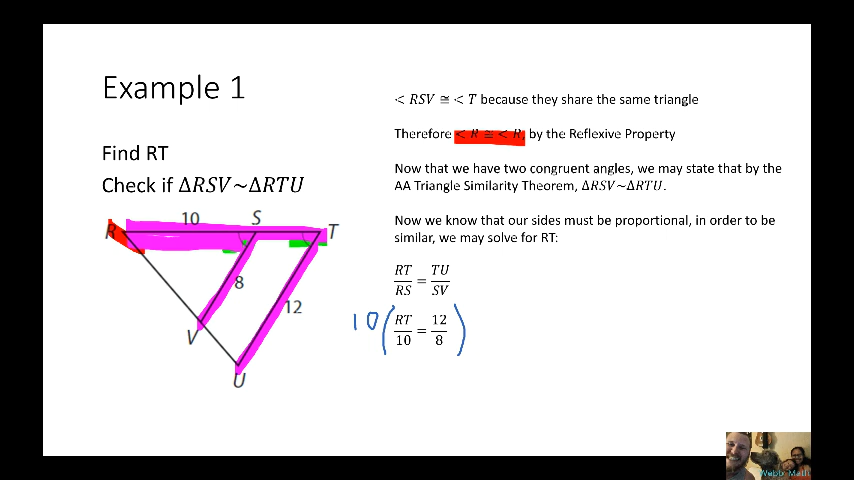 Example 1
Find RT
Check if ΔRSV~ΔRTU
R
10
S
T
8
12
V
U
< RSV ≅ < T because they share the same triangle
Therefore < R ≅ < R, by the Reflexive Property
Now that we have two congruent angles, we may state that by the
AA Triangle Similarity Theorem, ΔRSV~ΔRTU.
Now we know that our sides must be proportional, in order to be
similar, we may solve for RT:
RT/RS = TU/SV
10 ( RT/10 = 12/8 )
Webb Math